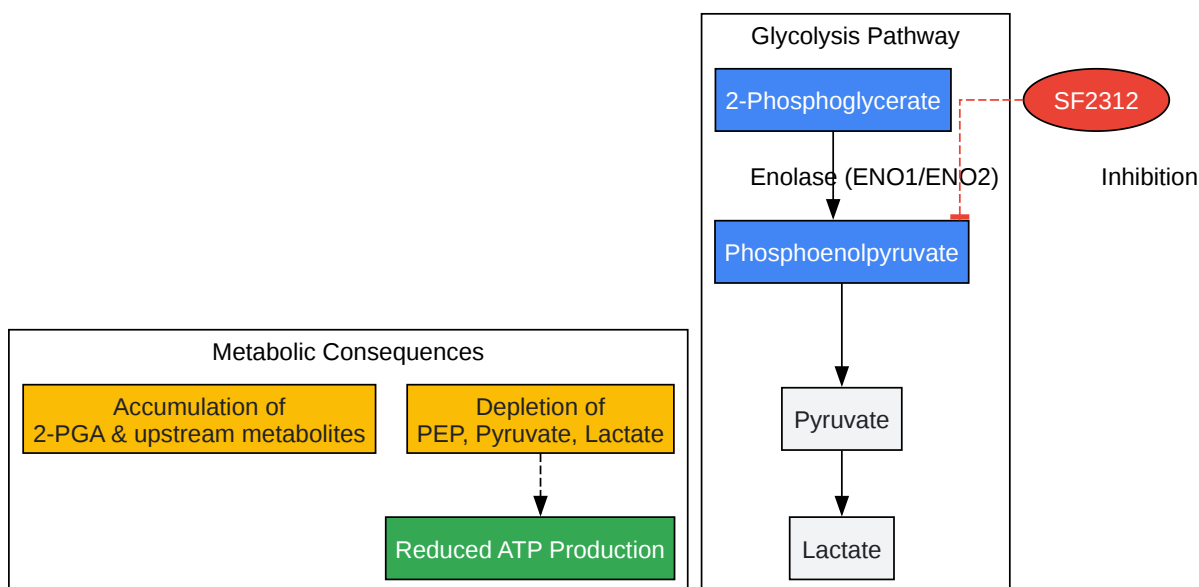 Glycolysis Pathway
2-Phosphoglycerate
SF2312
Enolase (ENO1/ENO2)
Inhibition
Phosphoenolpyruvate
Metabolic Consequences
Accumulation of
2-PGA & upstream metabolites
Depletion of
PEP, Pyruvate, Lactate
Pyruvate
Reduced ATP Production
Lactate